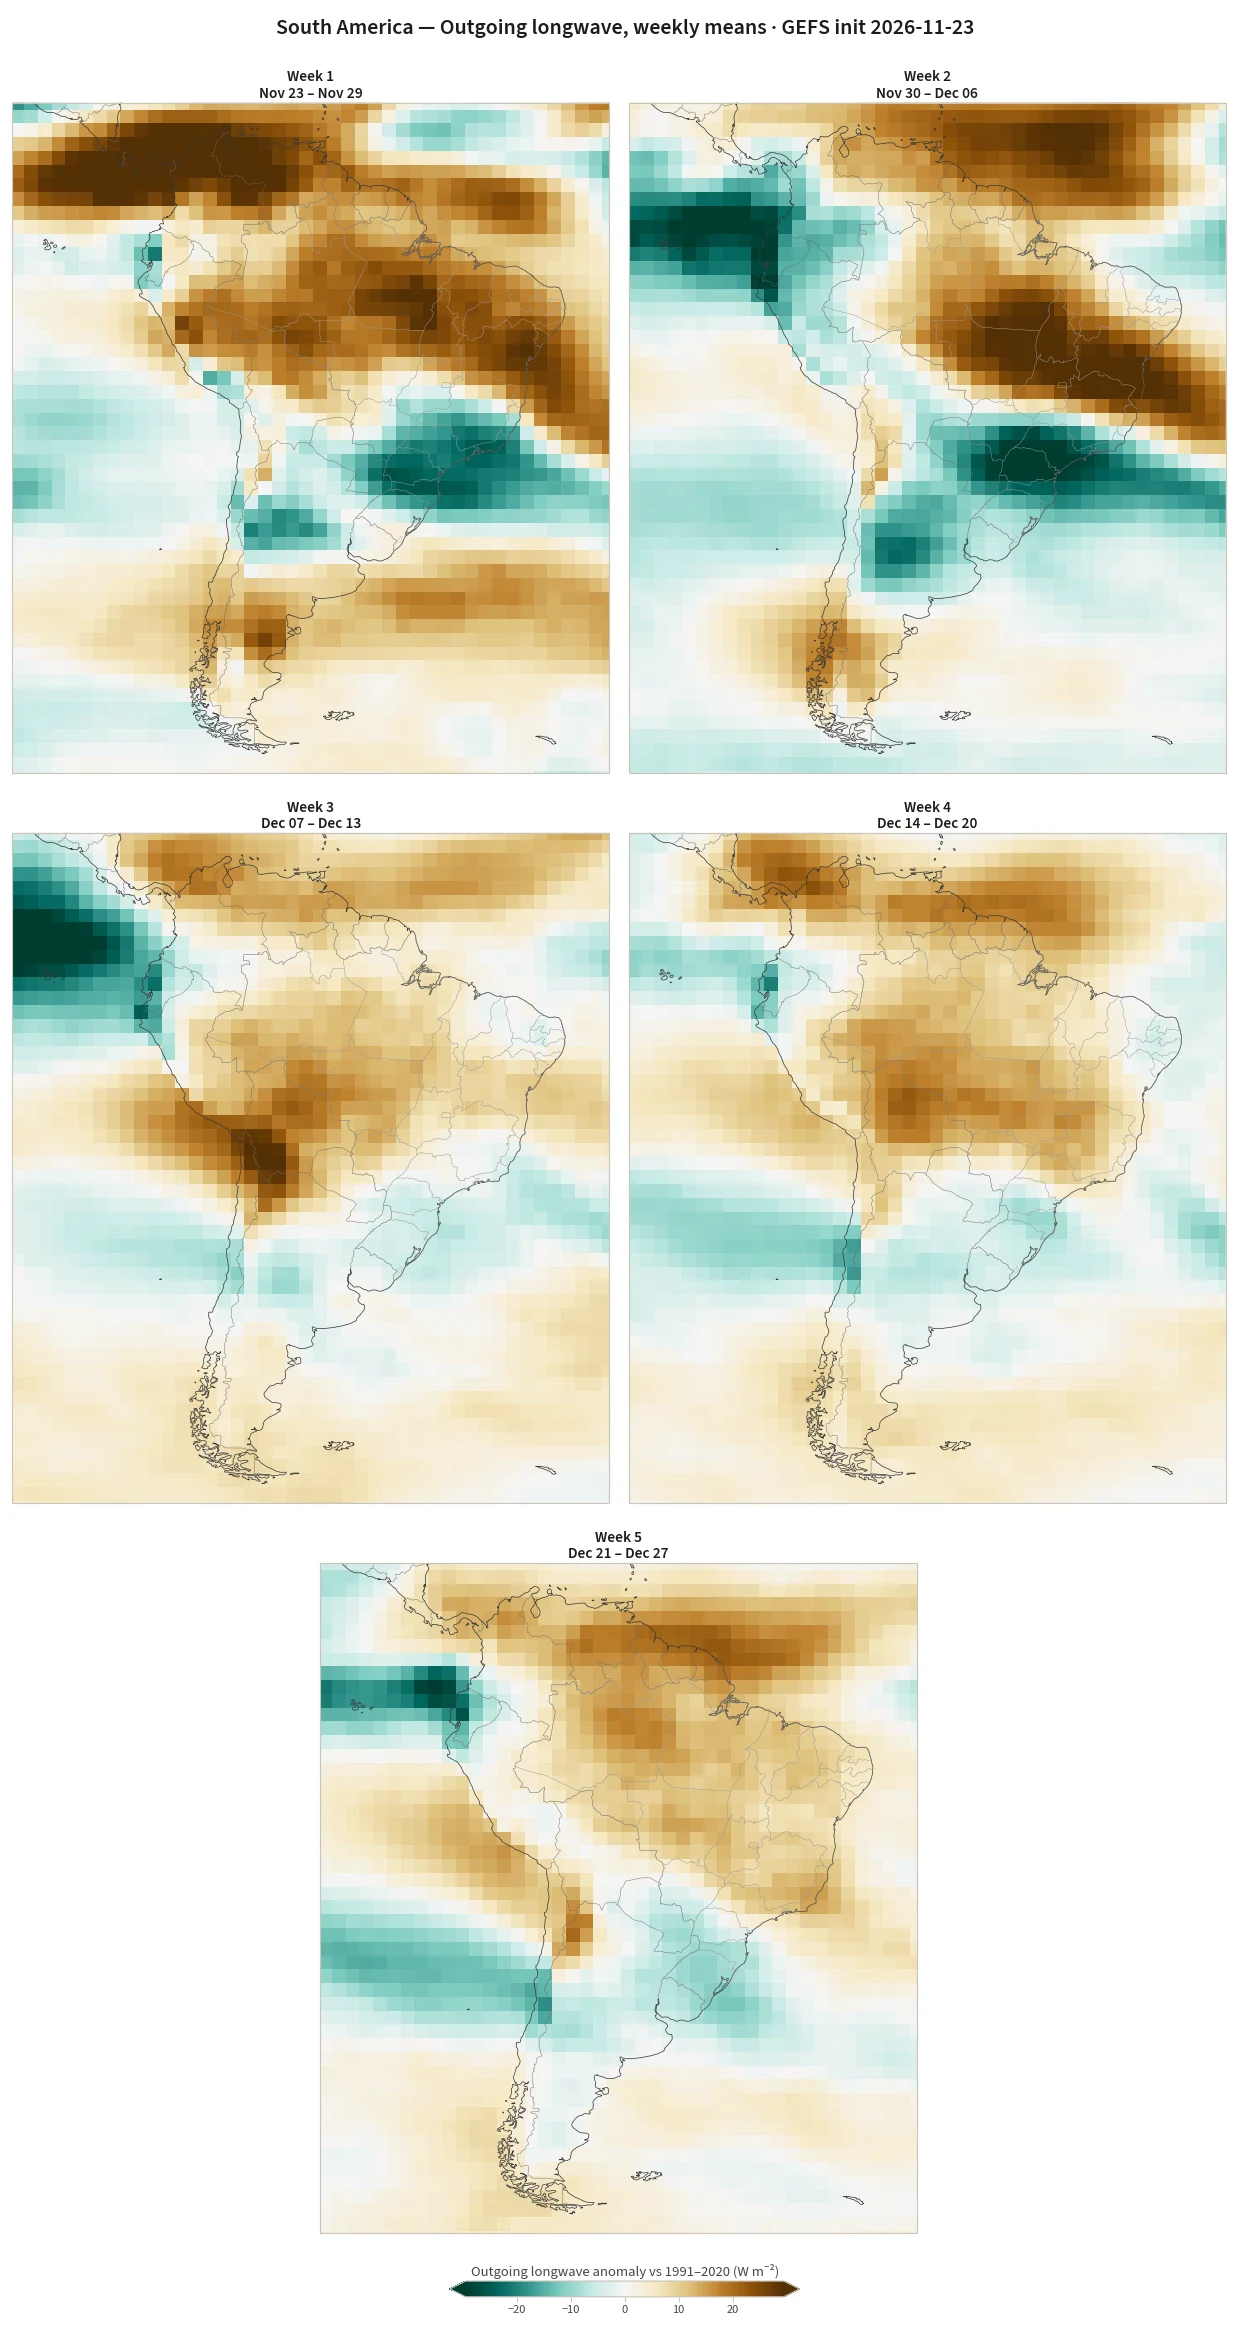 South America — Outgoing longwave, weekly means · GEFS init 2026-11-23
Week 1
Nov 23 – Nov 29
Week 2
Nov 30 – Dec 06
Week 3
Dec 07 – Dec 13
Week 4
Dec 14 – Dec 20
Week 5
Dec 21 – Dec 27
Outgoing longwave anomaly vs 1991–2020 (W m⁻²)
−20 −10 0 10 20